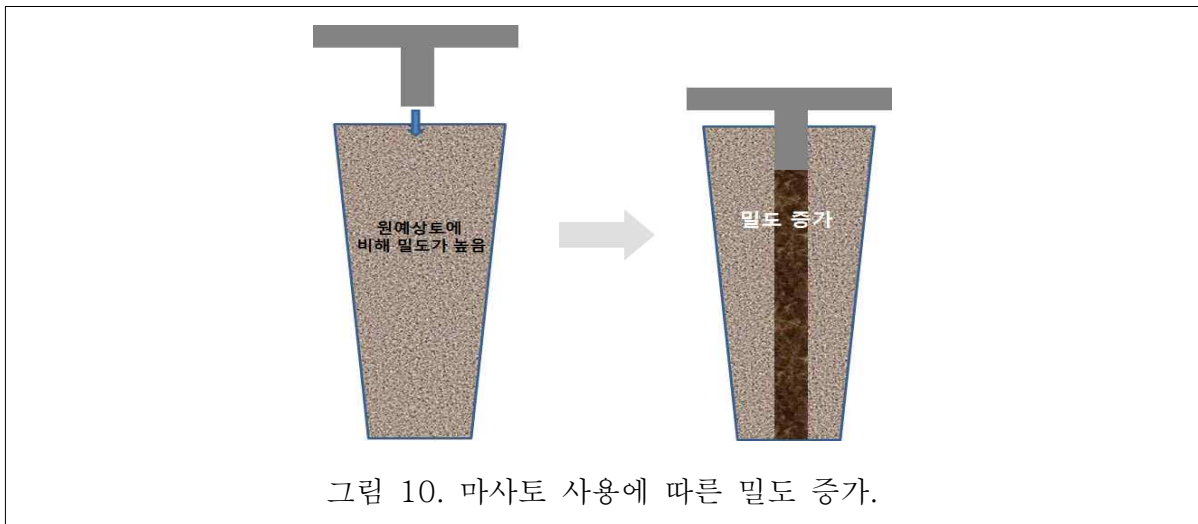 원예상토에
비해 밀도가 높음
밀도 증가
그림 10. 마사토 사용에 따른 밀도 증가.